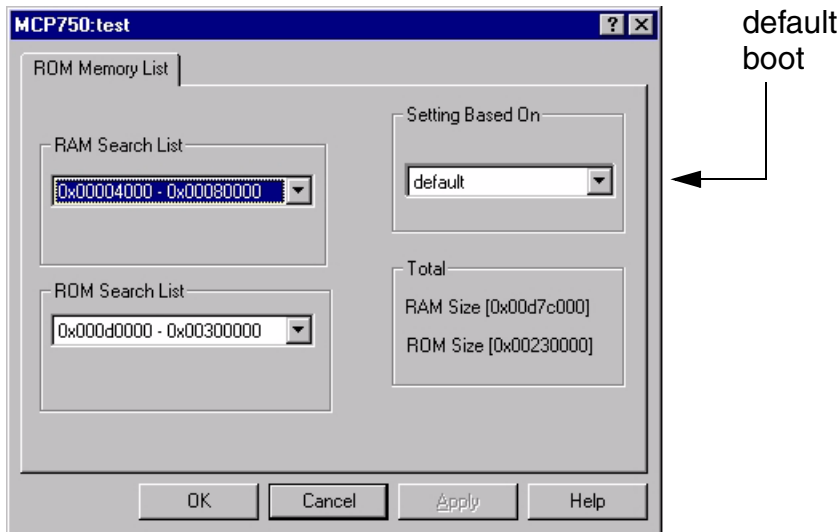 MCP750:test
default
boot
ROM Memory List
RAM Search List
0x00004000 - 0x00080000
Setting Based On
default
ROM Search List
0x000d0000 - 0x00300000
Total
RAM Size [0x00d7c000]
ROM Size [0x00230000]
OK
Cancel
Apply
Help